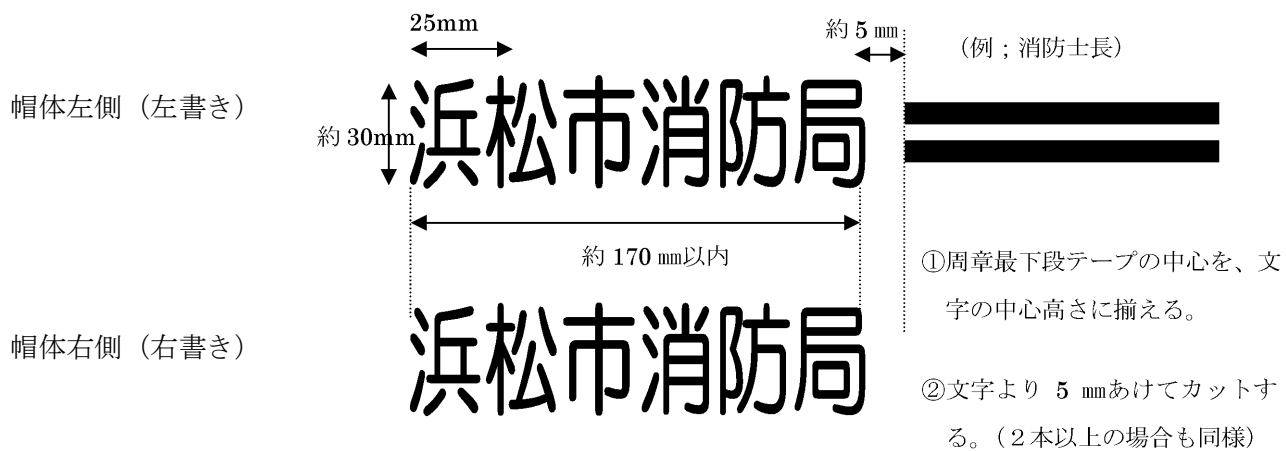 25mm
約 5 ㎜
（例；消防士長）
帽体左側（左書き）
約 30mm
浜松市消防局
約 170 ㎜以内
①周章最下段テープの中心を、文
字の中心高さに揃える。
帽体右側（右書き）
浜松市消防局
②文字より 5 ㎜あけてカットす
る。（２本以上の場合も同様）